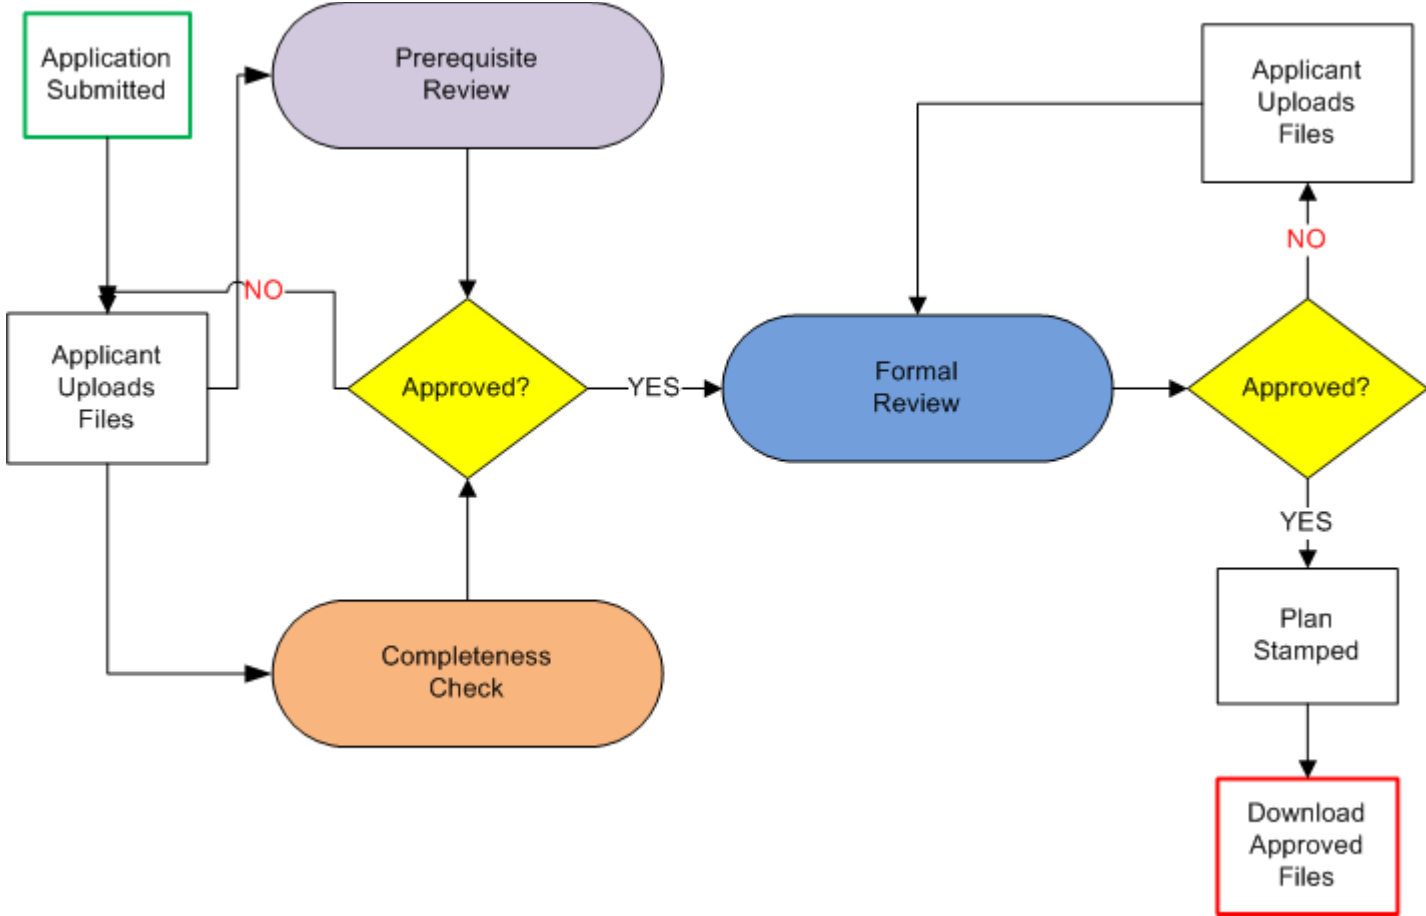 Application
Submitted
Prerequisite
Review
Applicant
Uploads
Files
NO
NO
Applicant
Uploads
Files
Approved?
YES
Formal
Review
Approved?
YES
Completeness
Check
Plan
Stamped
Download
Approved
Files